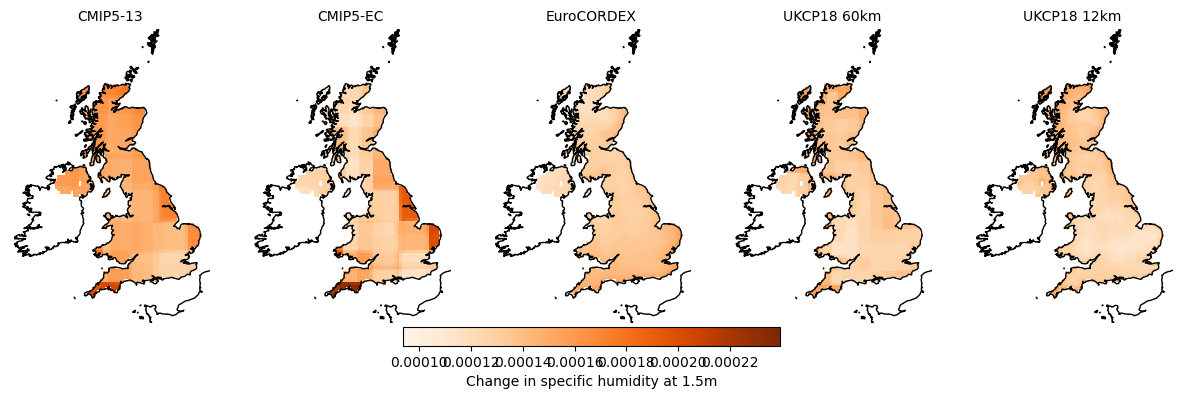 CMIP5-13 CMIP5-EC EuroCORDEX UKCP18 60km UKCP18 12km
0.00010 0.00012 0.00014 0.00016 0.00018 0.00020 0.00022
Change in specific humidity at 1.5m